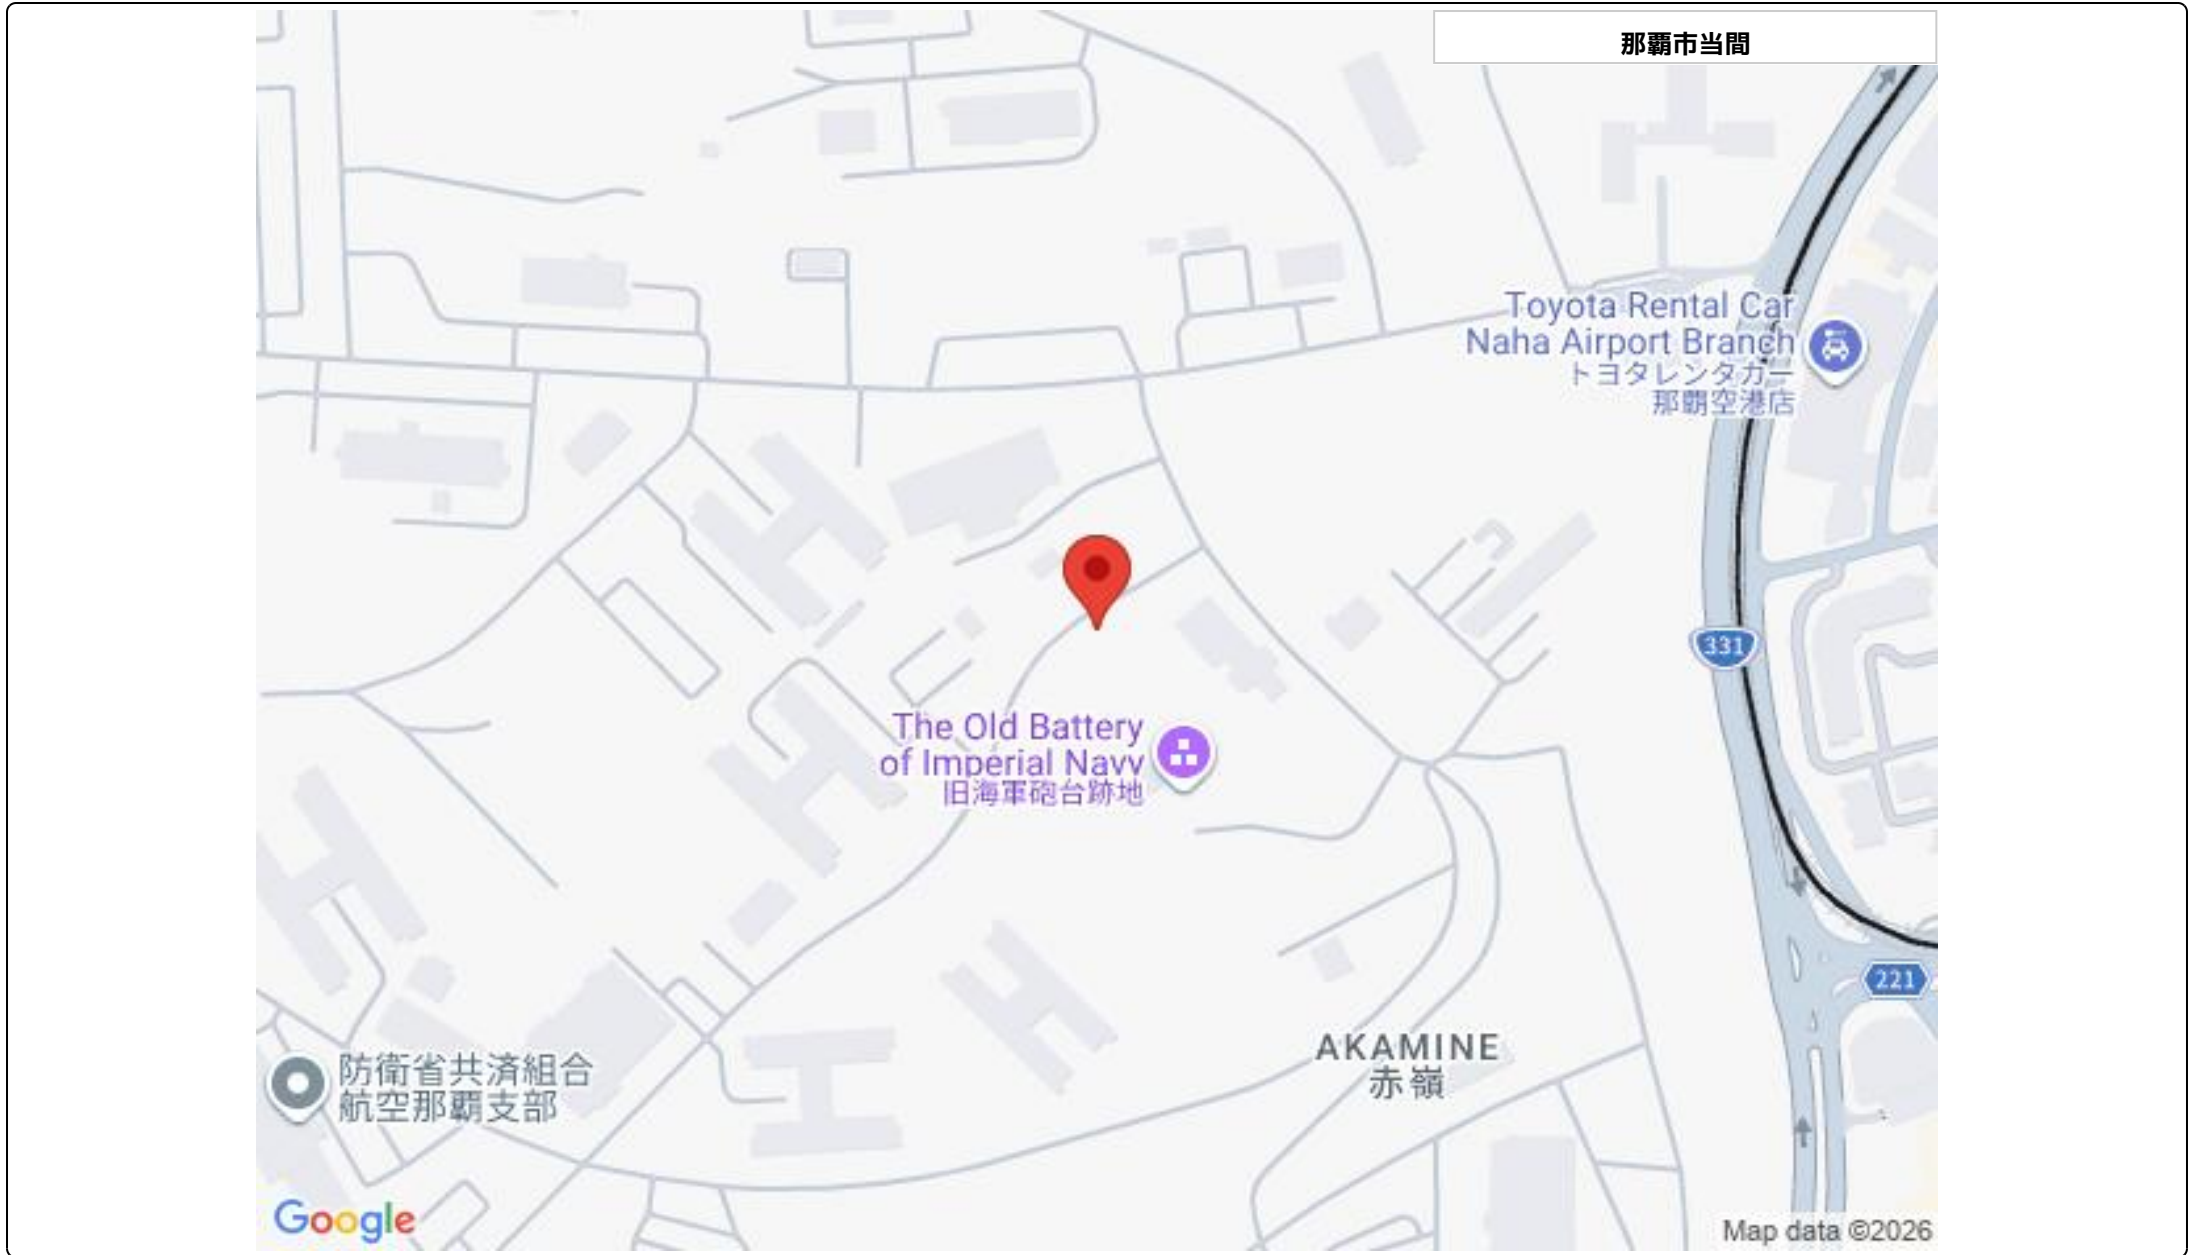 那覇市当間
Toyota Rental Car
Naha Airport Branch
トヨタレンタカー
那覇空港店
331
The Old Battery
of Imperial Navy
旧海軍砲台跡地
221
AKAMINE
赤嶺
防衛省共済組合
航空那覇支部
Google
Map data ©2026